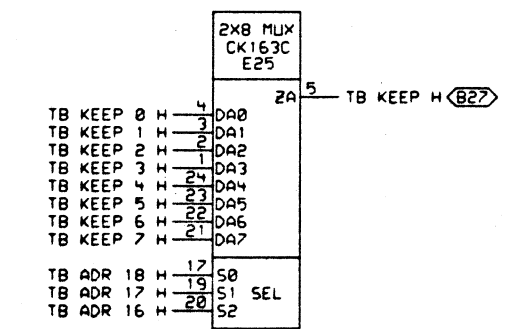 2X8 MUX
CK163C
E25
ZA 5 TB KEEP H B27
TB KEEP 0 H 4 DA0
TB KEEP 1 H 3 DA1
TB KEEP 2 H 2 DA2
TB KEEP 3 H 1 DA3
TB KEEP 4 H 24 DA4
TB KEEP 5 H 23 DA5
TB KEEP 6 H 22 DA6
TB KEEP 7 H 21 DA7
TB ADR 18 H 17 S0
TB ADR 17 H 19 S1 SEL
TB ADR 16 H 20 S2